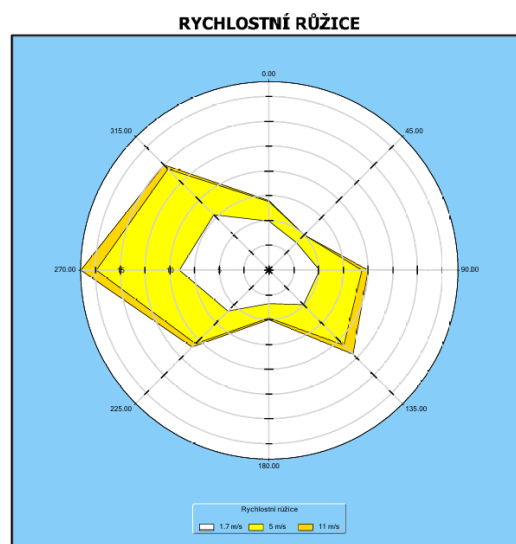 RYCHLOSTNÍ RŮŽICE
0.00
315.00
45.00
270.00
90.00
225.00
135.00
180.00
Rychlostní růžice
1.7 m/s
5 m/s
11 m/s